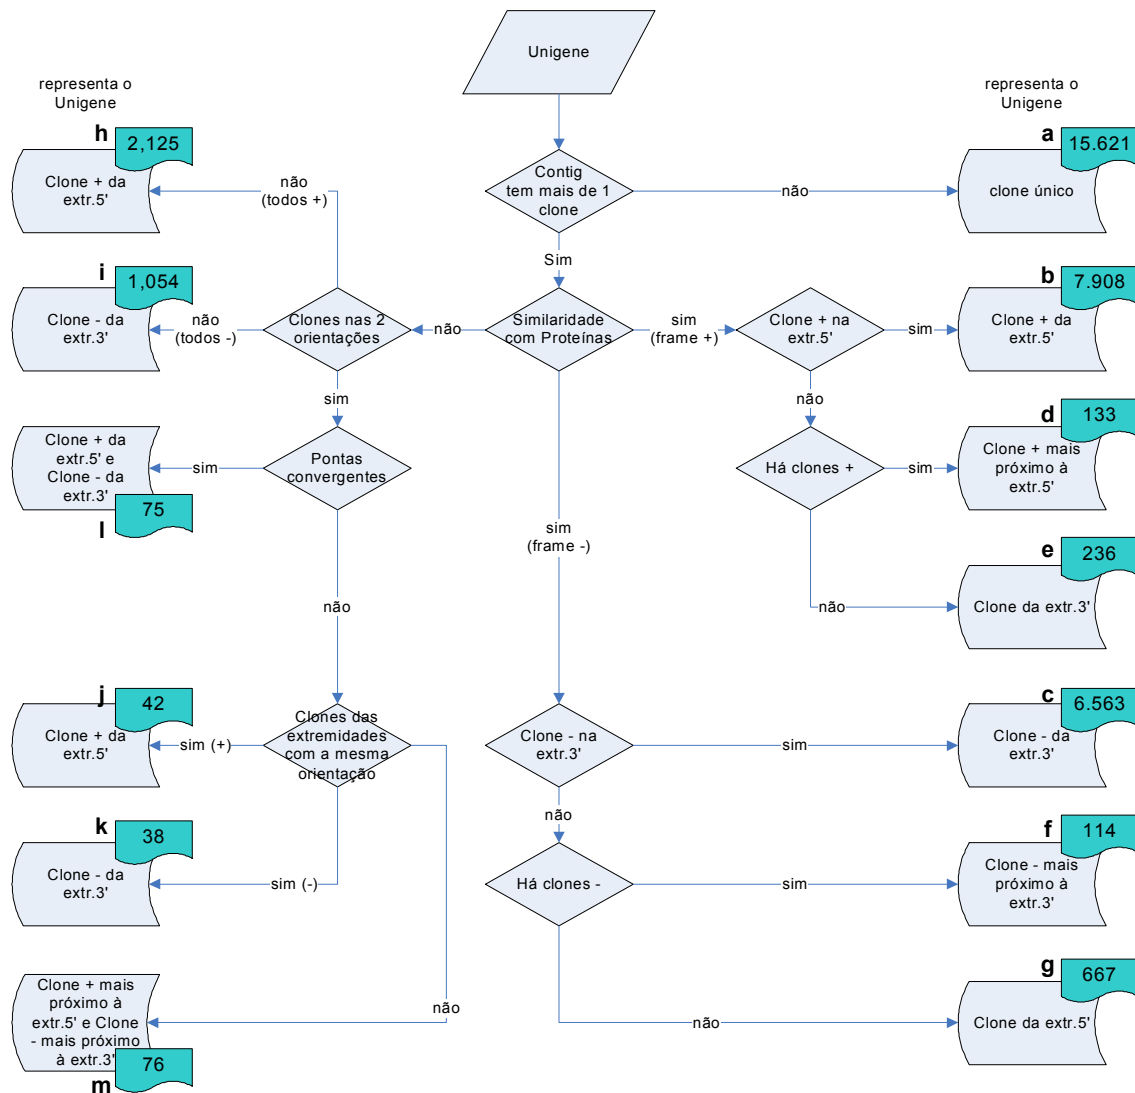 Unigene
representa o
Unigene
representa o
Unigene
h
2,125
Clone + da
extr.5'
não
(todos +)
Contig
tem mais de 1
clone
não
a
15.621
clone único
Sim
i
1,054
Clone - da
extr.3'
não
(todos -)
Clones nas 2
orientações
não
Similaridade
com Proteínas
sim
(frame +)
Clone + na
extr.5'
sim
b
7.908
Clone + da
extr.5'
sim
não
Clone + da
extr.5' e
Clone - da
extr.3'
75
l
sim
Pontas
convergentes
Há clones +
sim
d
133
Clone + mais
próximo à
extr.5'
sim
(frame -)
não
não
e
236
Clone da extr.3'
j
42
Clone + da
extr.5'
sim (+)
Clones das
extremidades
com a mesma
orientação
Clone - na
extr.3'
sim
c
6.563
Clone - da
extr.3'
não
k
38
Clone - da
extr.3'
sim (-)
Há clones -
sim
f
114
Clone - mais
próximo à
extr.3'
Clone + mais
próximo à
extr.5' e Clone
- mais próximo
à extr.3'
76
m
não
não
g
667
Clone da extr.5'